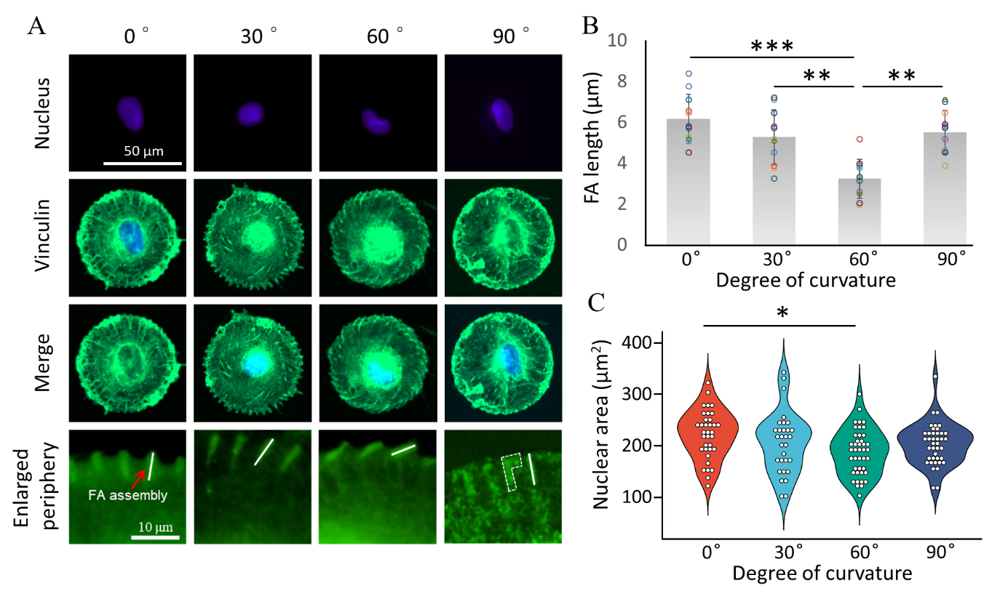 A
0 °
30 °
60 °
90 °
Nucleus
50 μm
Vinculin
Merge
Enlarged
periphery
FA assembly
10 μm
B
FA length (μm)
10
8
6
4
2
0
***
**
**
0°
30°
60°
90°
Degree of curvature
C
Nuclear area (μm²)
400
300
200
100
*
0°
30°
60°
90°
Degree of curvature